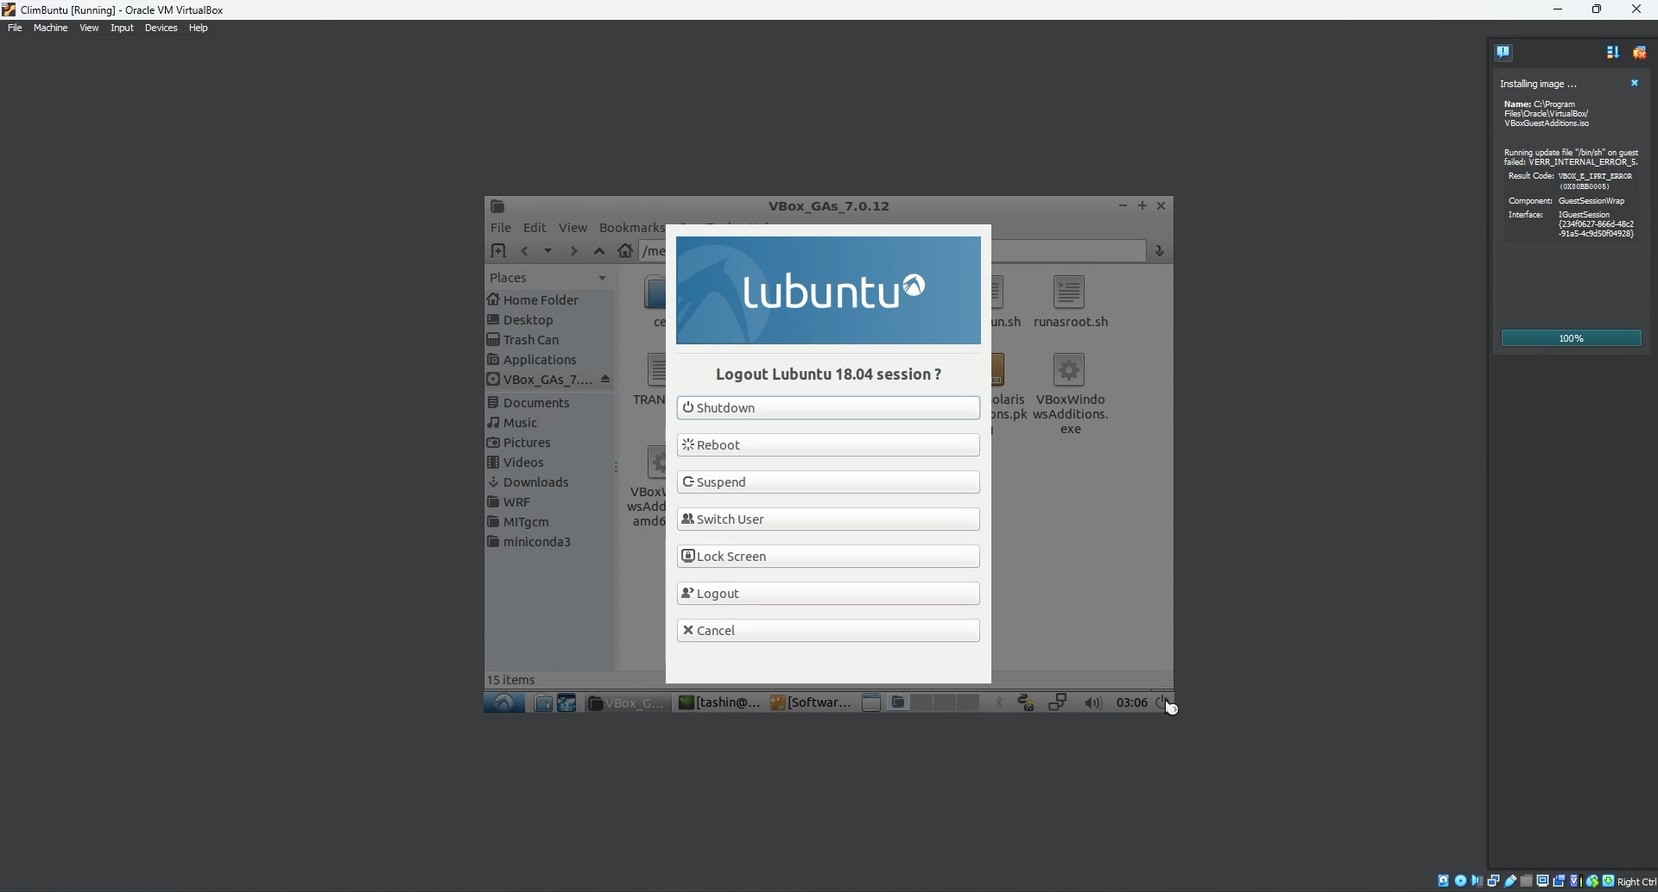 ClimBuntu [Running] - Oracle VM VirtualBox
File Machine View Input Devices Help
Installing image ...
Name: C:\Program
Files\Oracle\VirtualBox/
VBoxGuestAdditions.iso
Running update file "/bin/sh" on guest
failed: VERR_INTERNAL_ERROR_5.
Result Code: VBOX_E_IPRT_ERROR
(0X80BB0005)
Component: GuestSessionWrap
Interface: IGuestSession
{234f0627-866d-48c2
-91a5-4c9d50f04928}
100%
VBox_GAs_7.0.12
File Edit View Bookmarks
/me
Places
Home Folder
Desktop
Trash Can
Applications
VBox_GAs_7....
Documents
Music
Pictures
Videos
Downloads
WRF
MITgcm
miniconda3
ce
un.sh
runasroot.sh
TRAN
olaris
ons.pk
VBoxWindo
wsAdditions.
exe
VBoxW
wsAdd
amd6
lubuntu
Logout Lubuntu 18.04 session ?
Shutdown
Reboot
Suspend
Switch User
Lock Screen
Logout
Cancel
15 items
VBox_G... [tashin@... [Softwar... 03:06
Right Ctrl